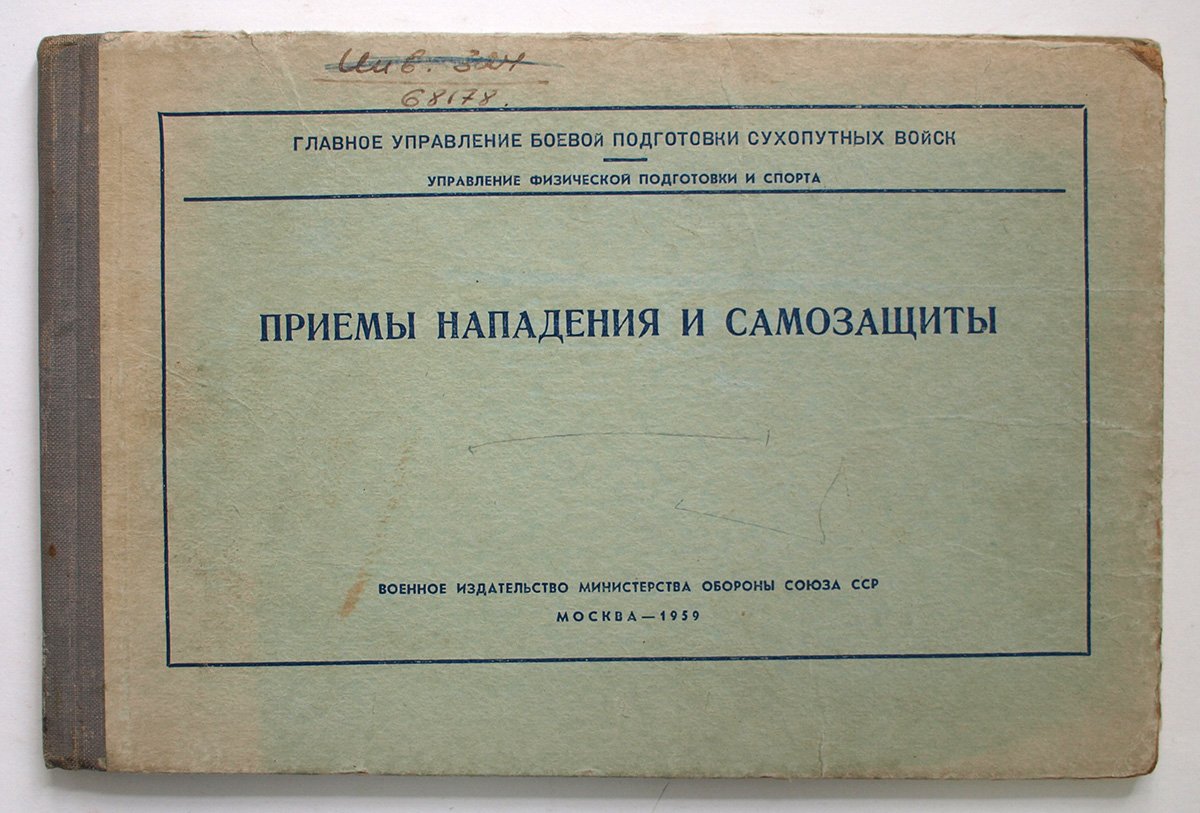 Инв. 324
68178.
ГЛАВНОЕ УПРАВЛЕНИЕ БОЕВОЙ ПОДГОТОВКИ СУХОПУТНЫХ ВОЙСК
УПРАВЛЕНИЕ ФИЗИЧЕСКОЙ ПОДГОТОВКИ И СПОРТА
ПРИЕМЫ НАПАДЕНИЯ И САМОЗАЩИТЫ
ВОЕННОЕ ИЗДАТЕЛЬСТВО МИНИСТЕРСТВА ОБОРОНЫ СОЮЗА ССР
МОСКВА — 1959